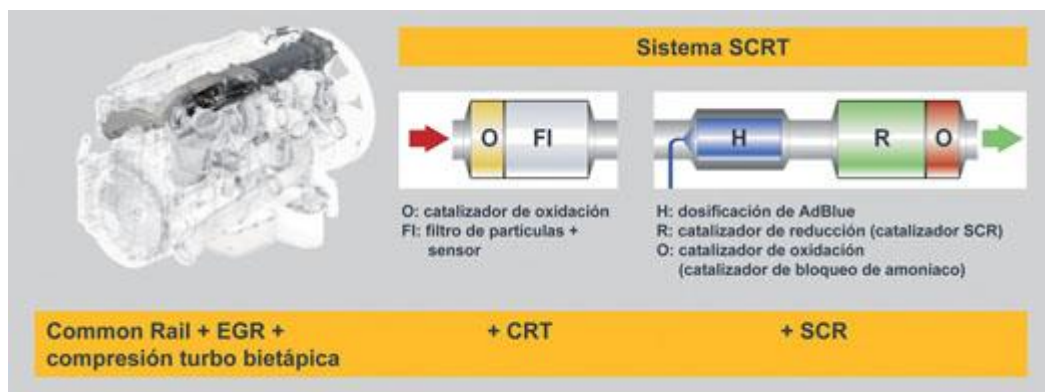 Sistema SCRT
O
FI
H
R
O
O: catalizador de oxidación
FI: filtro de partículas +
sensor
H: dosificación de AdBlue
R: catalizador de reducción (catalizador SCR)
O: catalizador de oxidación
(catalizador de bloqueo de amoniaco)
Common Rail + EGR +
compresión turbo bietápica
+ CRT
+ SCR